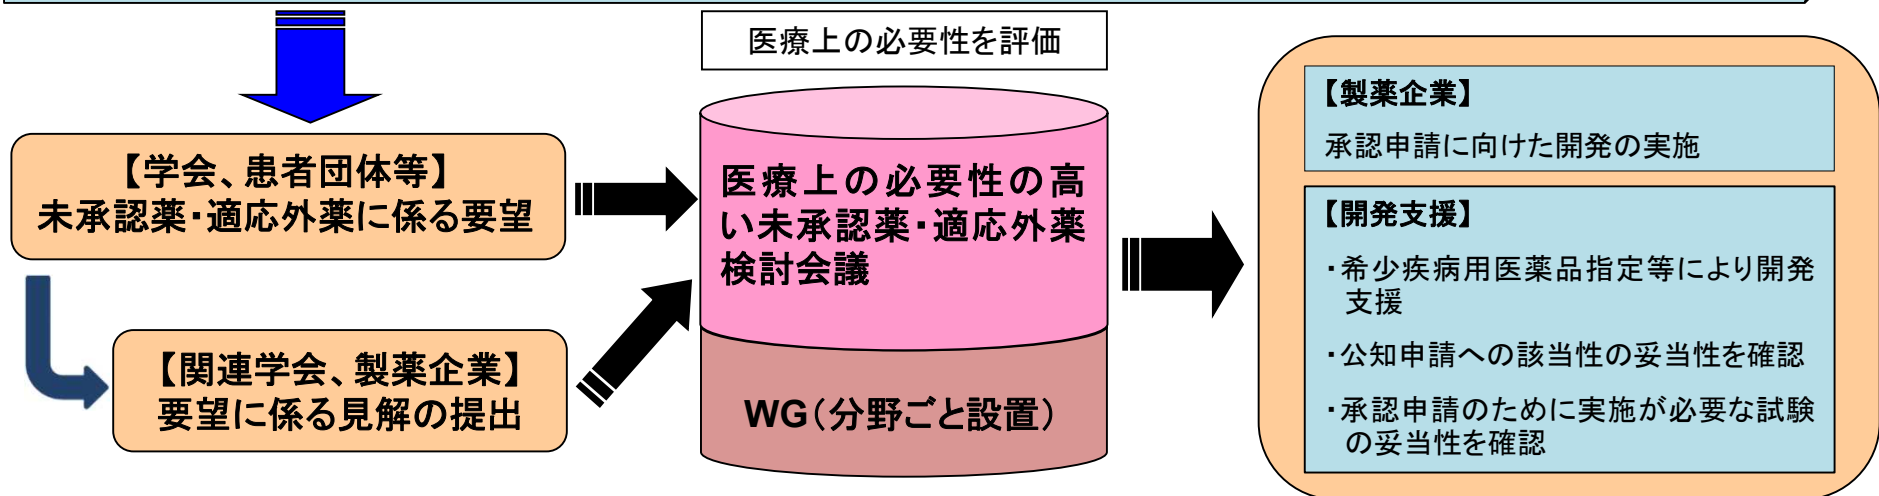 医療上の必要性を評価
【学会、患者団体等】
未承認薬・適応外薬に係る要望
【関連学会、製薬企業】
要望に係る見解の提出
医療上の必要性の高
い未承認薬・適応外薬
検討会議
WG（分野ごと設置）
【製薬企業】
承認申請に向けた開発の実施
【開発支援】
・希少疾病用医薬品指定等により開発
支援
・公知申請への該当性の妥当性を確認
・承認申請のために実施が必要な試験
の妥当性を確認